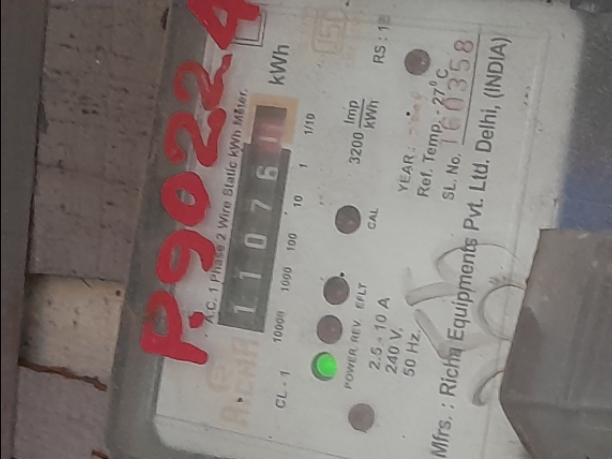 P90224
A.C. 1 Phase 2 Wire Static kWh Meter.
kWh
1 1 0 7 6
10000 1000 100 10 1 1/10
CL - 1
3200 Imp/kWh
RS : 1
POWER REV. EFLT
CAL
2.5 - 10 A
240 V.
50 Hz.
YEAR :
Ref. Temp. - 27° C
SL. No. 160358
Mfrs. : Richa Equipments Pvt. Ltd. Delhi, (INDIA)